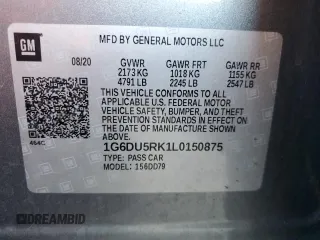 GM
MFD BY GENERAL MOTORS LLC
08/20 GVWR GAWR FRT GAWR RR
2173 KG 1018 KG 1155 KG
4791 LB 2245 LB 2547 LB
THIS VEHICLE CONFORMS TO ALL
APPLICABLE U.S. FEDERAL MOTOR
VEHICLE SAFETY, BUMPER, AND THEFT
PREVENTION STANDARDS IN EFFECT ON
THE DATE OF MANUFACTURE SHOWN
ABOVE.
464C
1G6DU5RK1L0150875
TYPE: PASS CAR
MODEL: 156DD79
DREAMBID